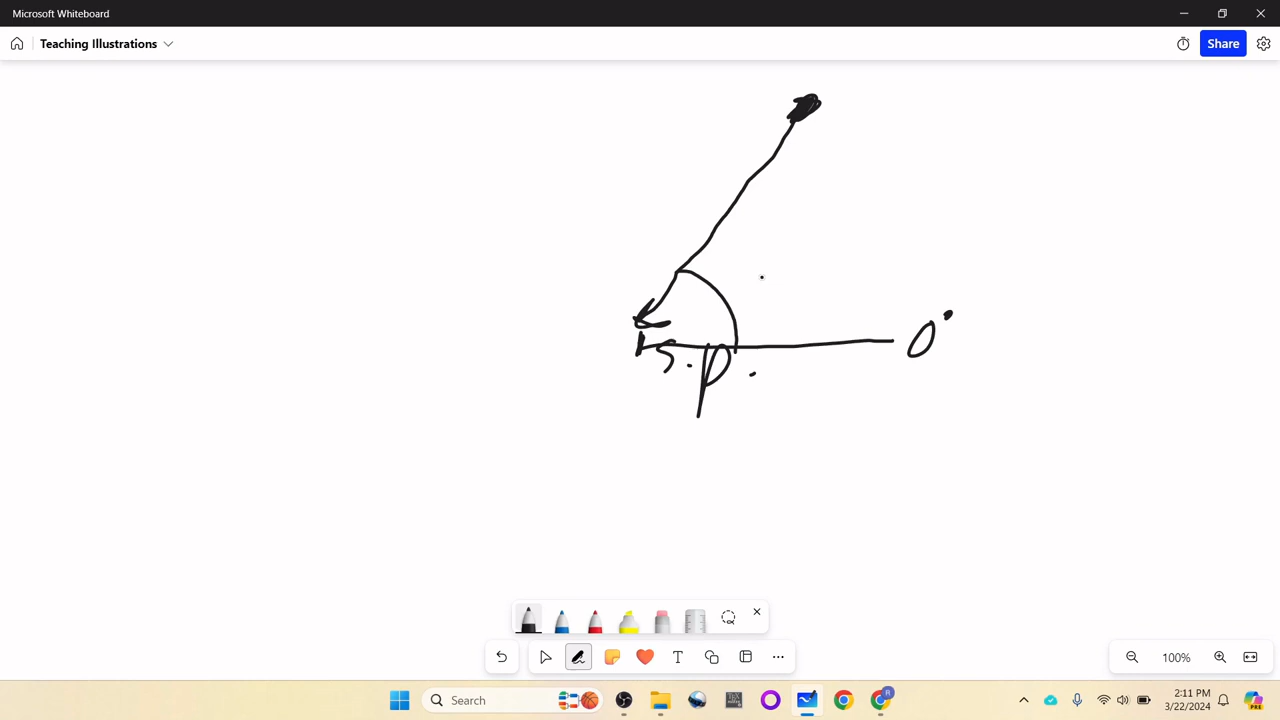 Microsoft Whiteboard
Teaching Illustrations
Share
0°
S.P.
100%
Search
2:11 PM
3/22/2024